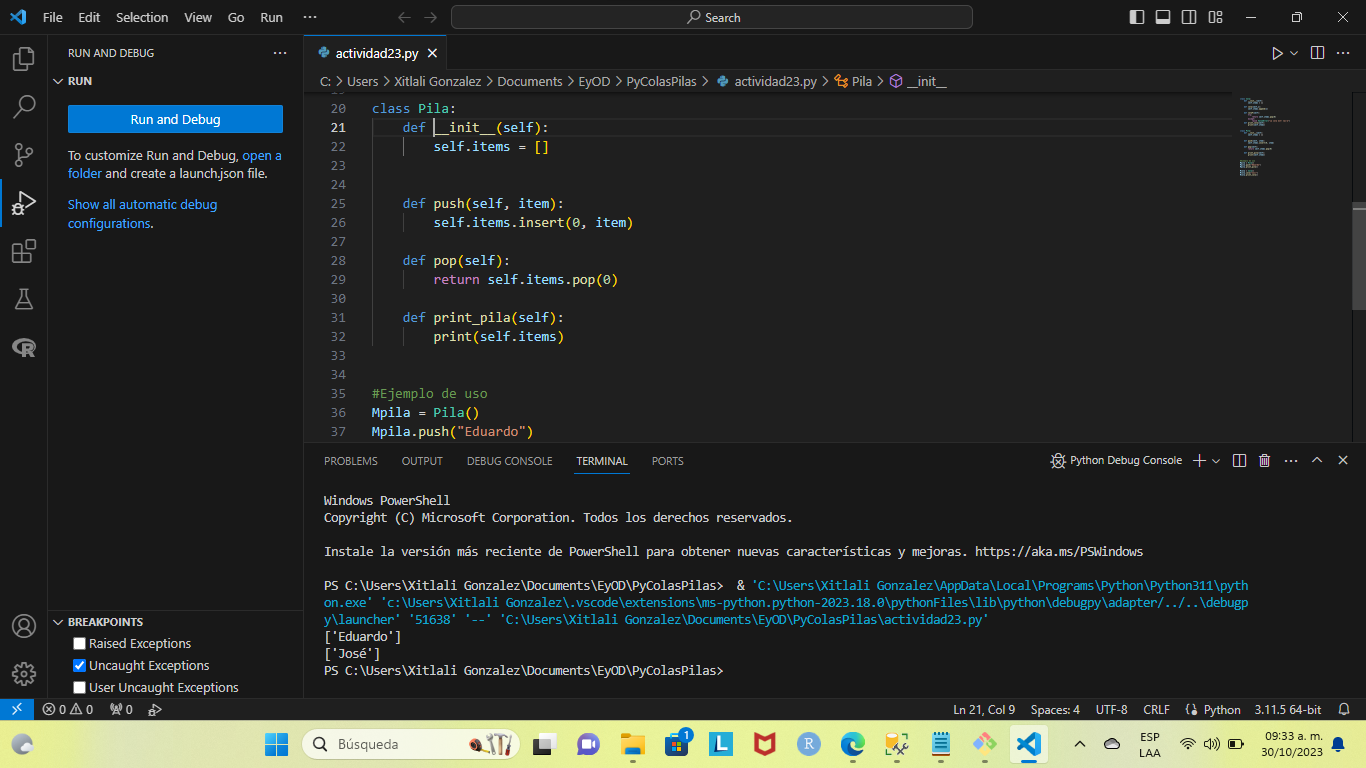 File Edit Selection View Go Run ···
Search
RUN AND DEBUG ···
RUN
Run and Debug
To customize Run and Debug, open a
folder and create a launch.json file.
Show all automatic debug
configurations.
BREAKPOINTS
Raised Exceptions
Uncaught Exceptions
User Uncaught Exceptions
actividad23.py
C: > Users > Xitlali Gonzalez > Documents > EyOD > PyColasPilas > actividad23.py > Pila > __init__
20 class Pila:
21 def __init__(self):
22 self.items = []
23
24
25 def push(self, item):
26 self.items.insert(0, item)
27
28 def pop(self):
29 return self.items.pop(0)
30
31 def print_pila(self):
32 print(self.items)
33
34
35 #Ejemplo de uso
36 Mpila = Pila()
37 Mpila.push("Eduardo")
PROBLEMS OUTPUT DEBUG CONSOLE TERMINAL PORTS
Python Debug Console
Windows PowerShell
Copyright (C) Microsoft Corporation. Todos los derechos reservados.
Instale la versión más reciente de PowerShell para obtener nuevas características y mejoras. https://aka.ms/PSWindows
PS C:\Users\Xitlali Gonzalez\Documents\EyOD\PyColasPilas>  & 'C:\Users\Xitlali Gonzalez\AppData\Local\Programs\Python\Python311\pyth
on.exe' 'c:\Users\Xitlali Gonzalez\.vscode\extensions\ms-python.python-2023.18.0\pythonFiles\lib\python\debugpy\adapter/../..\debugp
y\launcher' '51638' '--' 'C:\Users\Xitlali Gonzalez\Documents\EyOD\PyColasPilas\actividad23.py'
['Eduardo']
['José']
PS C:\Users\Xitlali Gonzalez\Documents\EyOD\PyColasPilas>
0 0 0
Ln 21, Col 9 Spaces: 4 UTF-8 CRLF Python 3.11.5 64-bit
Búsqueda
1
L
R
ESP
LAA
09:33 a. m.
30/10/2023